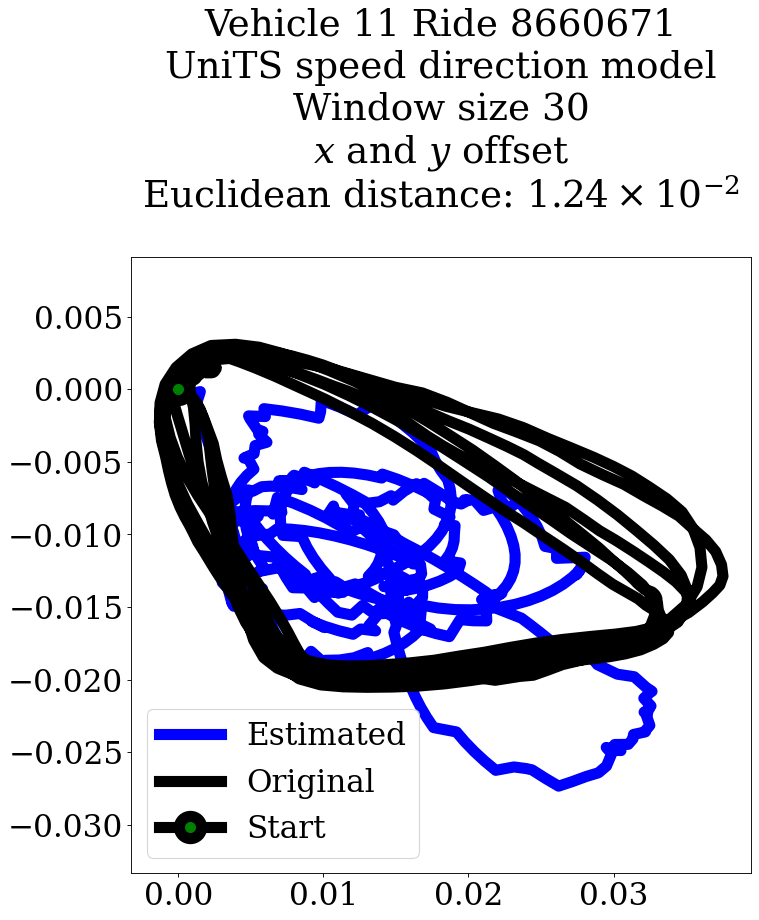 Vehicle 11 Ride 8660671
UniTS speed direction model
Window size 30
x and y offset
Euclidean distance: 1.24 × 10⁻²
0.005
0.000
−0.005
−0.010
−0.015
−0.020
−0.025
−0.030
Estimated
Original
Start
0.00 0.01 0.02 0.03